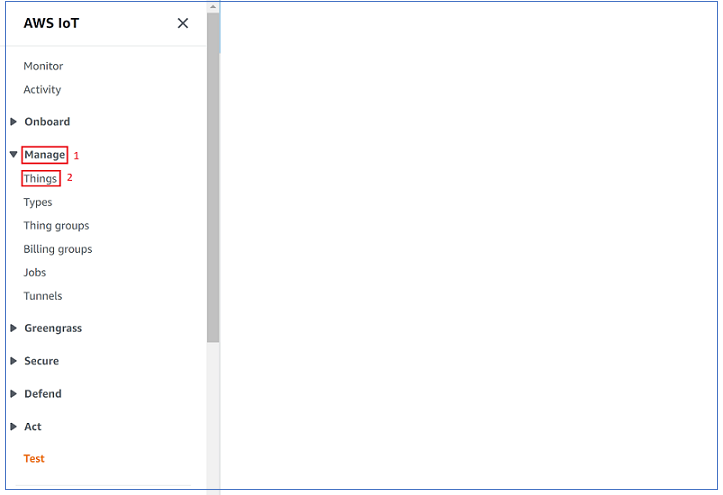 AWS IoT
Monitor
Activity
Onboard
Manage 1
Things 2
Types
Thing groups
Billing groups
Jobs
Tunnels
Greengrass
Secure
Defend
Act
Test